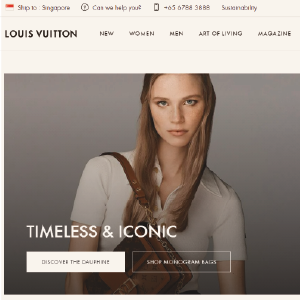 Ship to : Singapore
Can we help you?
+65 6788 3888
Sustainability
LOUIS VUITTON
NEW
WOMEN
MEN
ART OF LIVING
MAGAZINE
TIMELESS & ICONIC
DISCOVER THE DAUPHINE
SHOP MONOGRAM BAGS